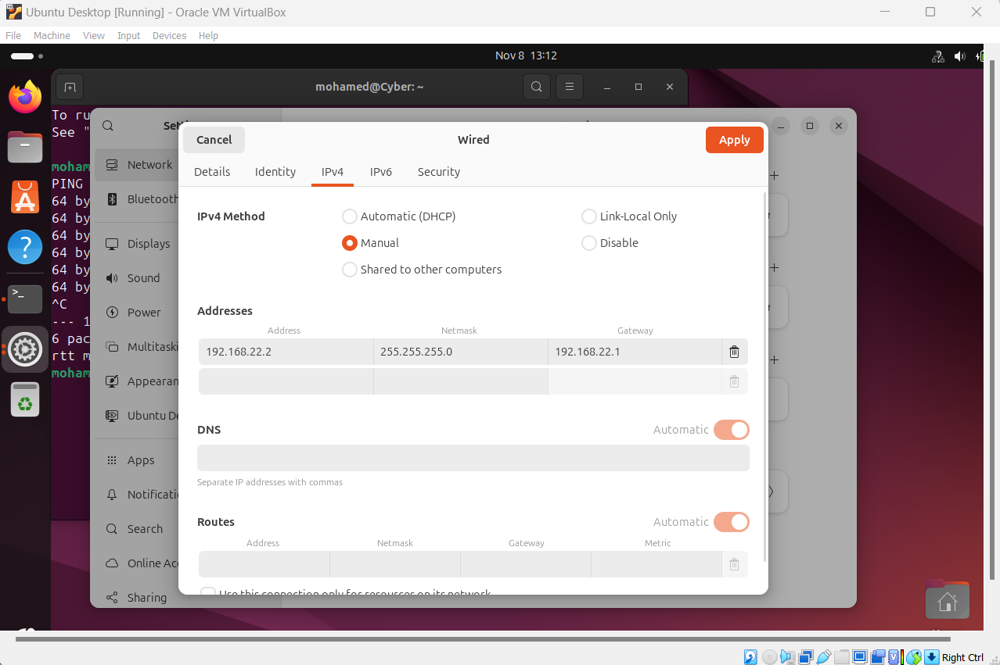 Ubuntu Desktop [Running] - Oracle VM VirtualBox
File Machine View Input Devices Help
Nov 8 13:12
mohamed@Cyber: ~
To ru
See "
moham
PING
64 by
64 by
64 by
64 by
64 by
64 by
^C
--- 1
6 pac
rtt m
moham
Network
Bluetooth
Displays
Sound
Power
Multitaski
Appearan
Ubuntu De
Apps
Notificati
Search
Online Acc
Sharing
Cancel
Wired
Apply
Details Identity IPv4 IPv6 Security
IPv4 Method
Automatic (DHCP)
Link-Local Only
Manual
Disable
Shared to other computers
Addresses
Address Netmask Gateway
192.168.22.2 255.255.255.0 192.168.22.1
DNS
Automatic
Separate IP addresses with commas
Routes
Automatic
Address Netmask Gateway Metric
Use this connection only for resources on its network
>_
?
Right Ctrl